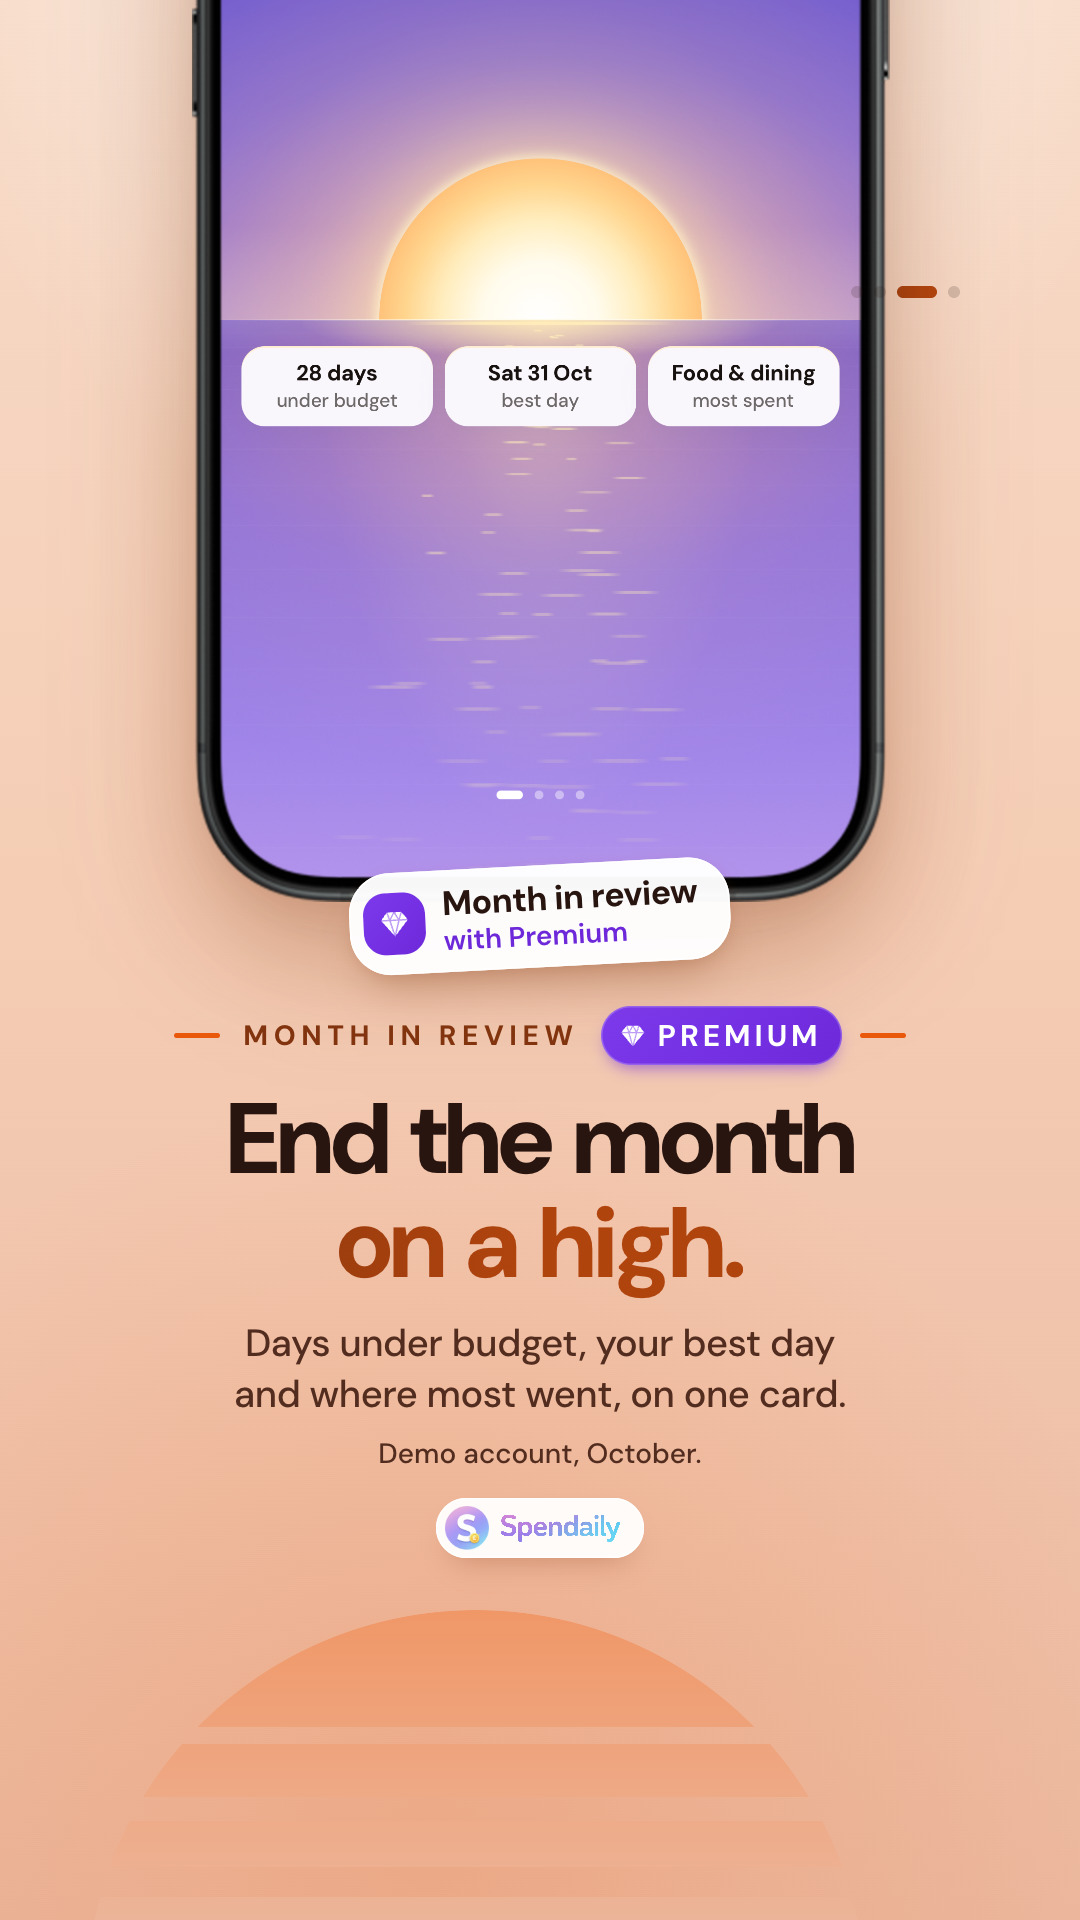 28 days
under budget
Sat 31 Oct
best day
Food & dining
most spent
Month in review
with Premium
MONTH IN REVIEW
PREMIUM
End the month
on a high.
Days under budget, your best day
and where most went, on one card.
Demo account, October.
Spendaily